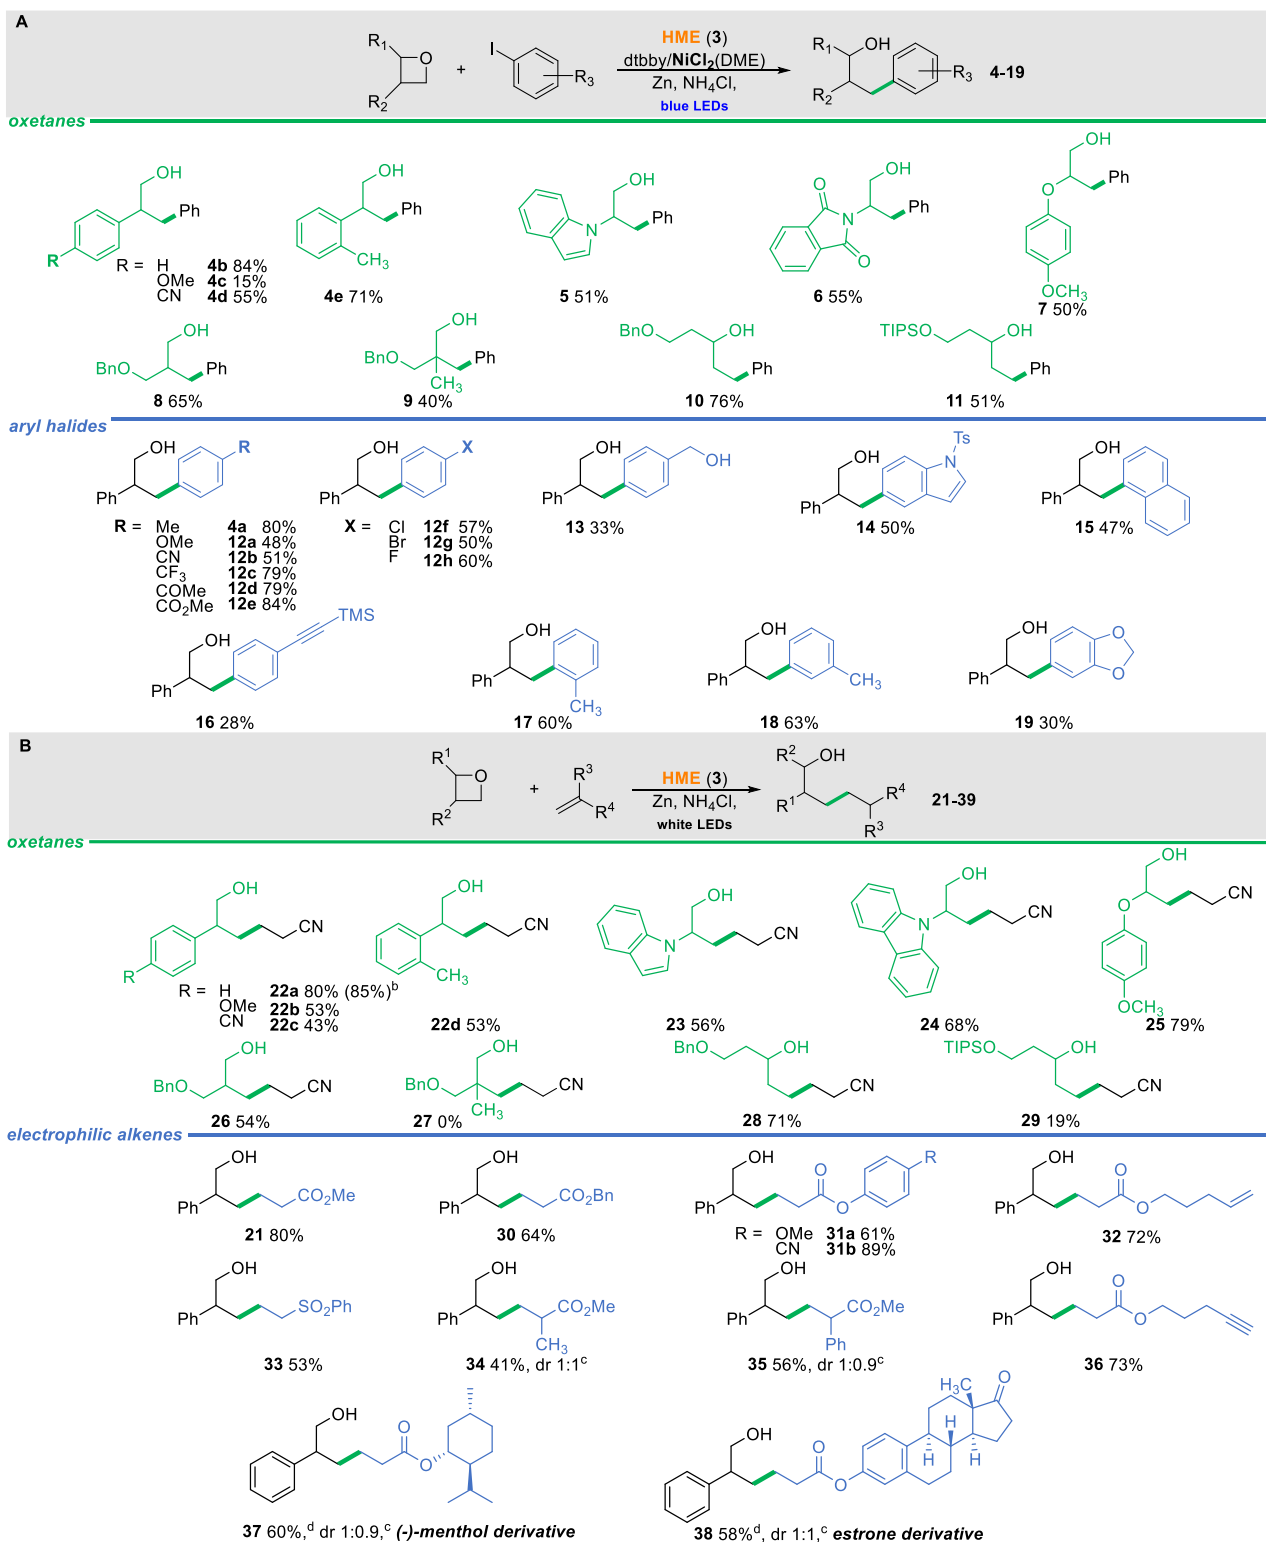 A
R1
O
R2
+
I
R3
HME (3)
dtbby/NiCl2(DME)
Zn, NH4Cl,
blue LEDs
R1 OH
R2
R3
4-19
oxetanes
OH
Ph
R
R = H 4b 84%
OMe 4c 15%
CN 4d 55%
OH
Ph
CH3
4e 71%
OH
N
Ph
5 51%
O
OH
N
Ph
O
6 55%
OH
O
Ph
OCH3
7 50%
OH
BnO
Ph
8 65%
OH
BnO
Ph
CH3
9 40%
BnO
OH
Ph
10 76%
TIPSO
OH
Ph
11 51%
aryl halides
OH
R
Ph
R = Me 4a 80%
OMe 12a 48%
CN 12b 51%
CF3 12c 79%
COMe 12d 79%
CO2Me 12e 84%
OH
X
Ph
X = Cl 12f 57%
Br 12g 50%
F 12h 60%
OH
OH
Ph
13 33%
Ts
OH
N
Ph
14 50%
OH
Ph
15 47%
TMS
OH
Ph
16 28%
OH
Ph
CH3
17 60%
OH
Ph
CH3
18 63%
OH
O
O
Ph
19 30%
B
R1
O
R2
+
R3
R4
HME (3)
Zn, NH4Cl,
white LEDs
R2
OH
R1
R4
R3
21-39
oxetanes
OH
CN
R
R = H 22a 80% (85%)b
OMe 22b 53%
CN 22c 43%
OH
CN
CH3
22d 53%
OH
N
CN
23 56%
OH
N
CN
24 68%
OH
O
CN
OCH3
25 79%
OH
BnO
CN
26 54%
OH
BnO
CN
CH3
27 0%
BnO
OH
CN
28 71%
TIPSO
OH
CN
29 19%
electrophilic alkenes
OH
CO2Me
Ph
21 80%
OH
CO2Bn
Ph
30 64%
OH
O
R
Ph
O
R = OMe 31a 61%
CN 31b 89%
OH
O
Ph
O
32 72%
OH
SO2Ph
Ph
33 53%
OH
CO2Me
Ph
CH3
34 41%, dr 1:1c
OH
CO2Me
Ph
Ph
35 56%, dr 1:0.9c
OH
O
Ph
O
36 73%
OH
O
O
37 60%,d dr 1:0.9,c (-)-menthol derivative
H3C
O
OH
H
O
H
H
O
38 58%d, dr 1:1,c estrone derivative